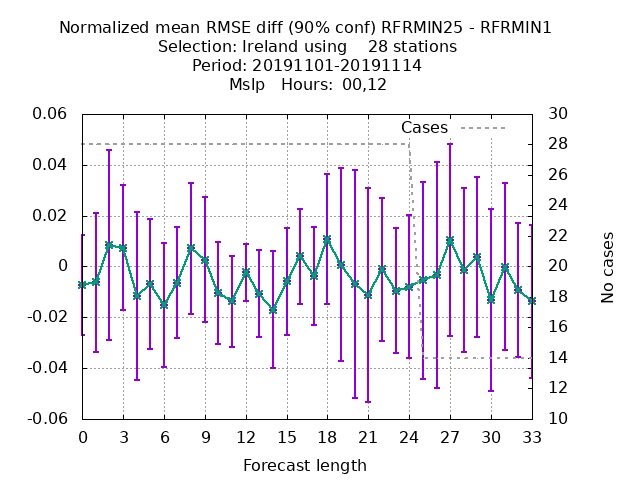 Normalized mean RMSE diff (90% conf) RFRMIN25 - RFRMIN1
Selection: Ireland using 28 stations
Period: 20191101-20191114
Mslp Hours: 00,12
Cases
0.06
0.04
0.02
0
-0.02
-0.04
-0.06
30
28
26
24
22
20
18
16
14
12
10
No cases
0 3 6 9 12 15 18 21 24 27 30 33
Forecast length